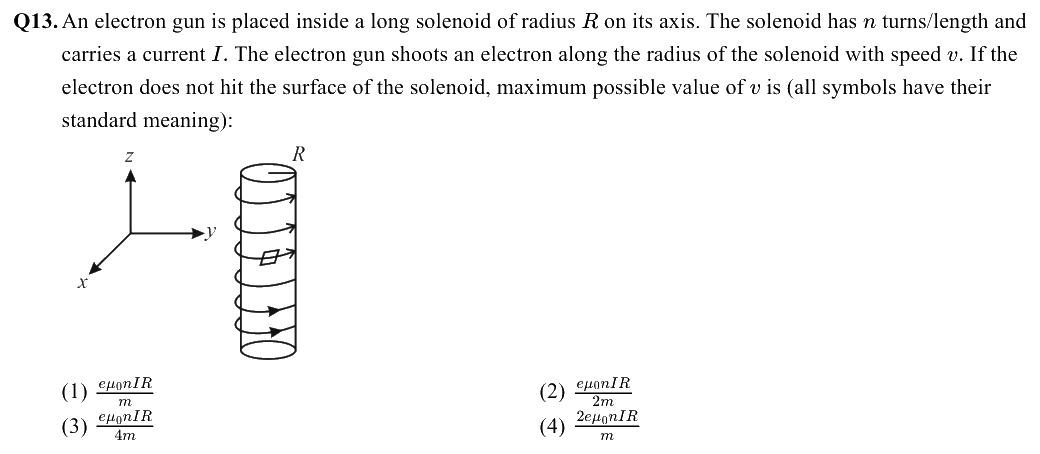 Q13. An electron gun is placed inside a long solenoid of radius R on its axis. The solenoid has n turns/length and
carries a current I. The electron gun shoots an electron along the radius of the solenoid with speed v. If the
electron does not hit the surface of the solenoid, maximum possible value of v is (all symbols have their
standard meaning):
z
R
y
x
(1) eμ₀nIR/m (2) eμ₀nIR/2m
(3) eμ₀nIR/4m (4) 2eμ₀nIR/m